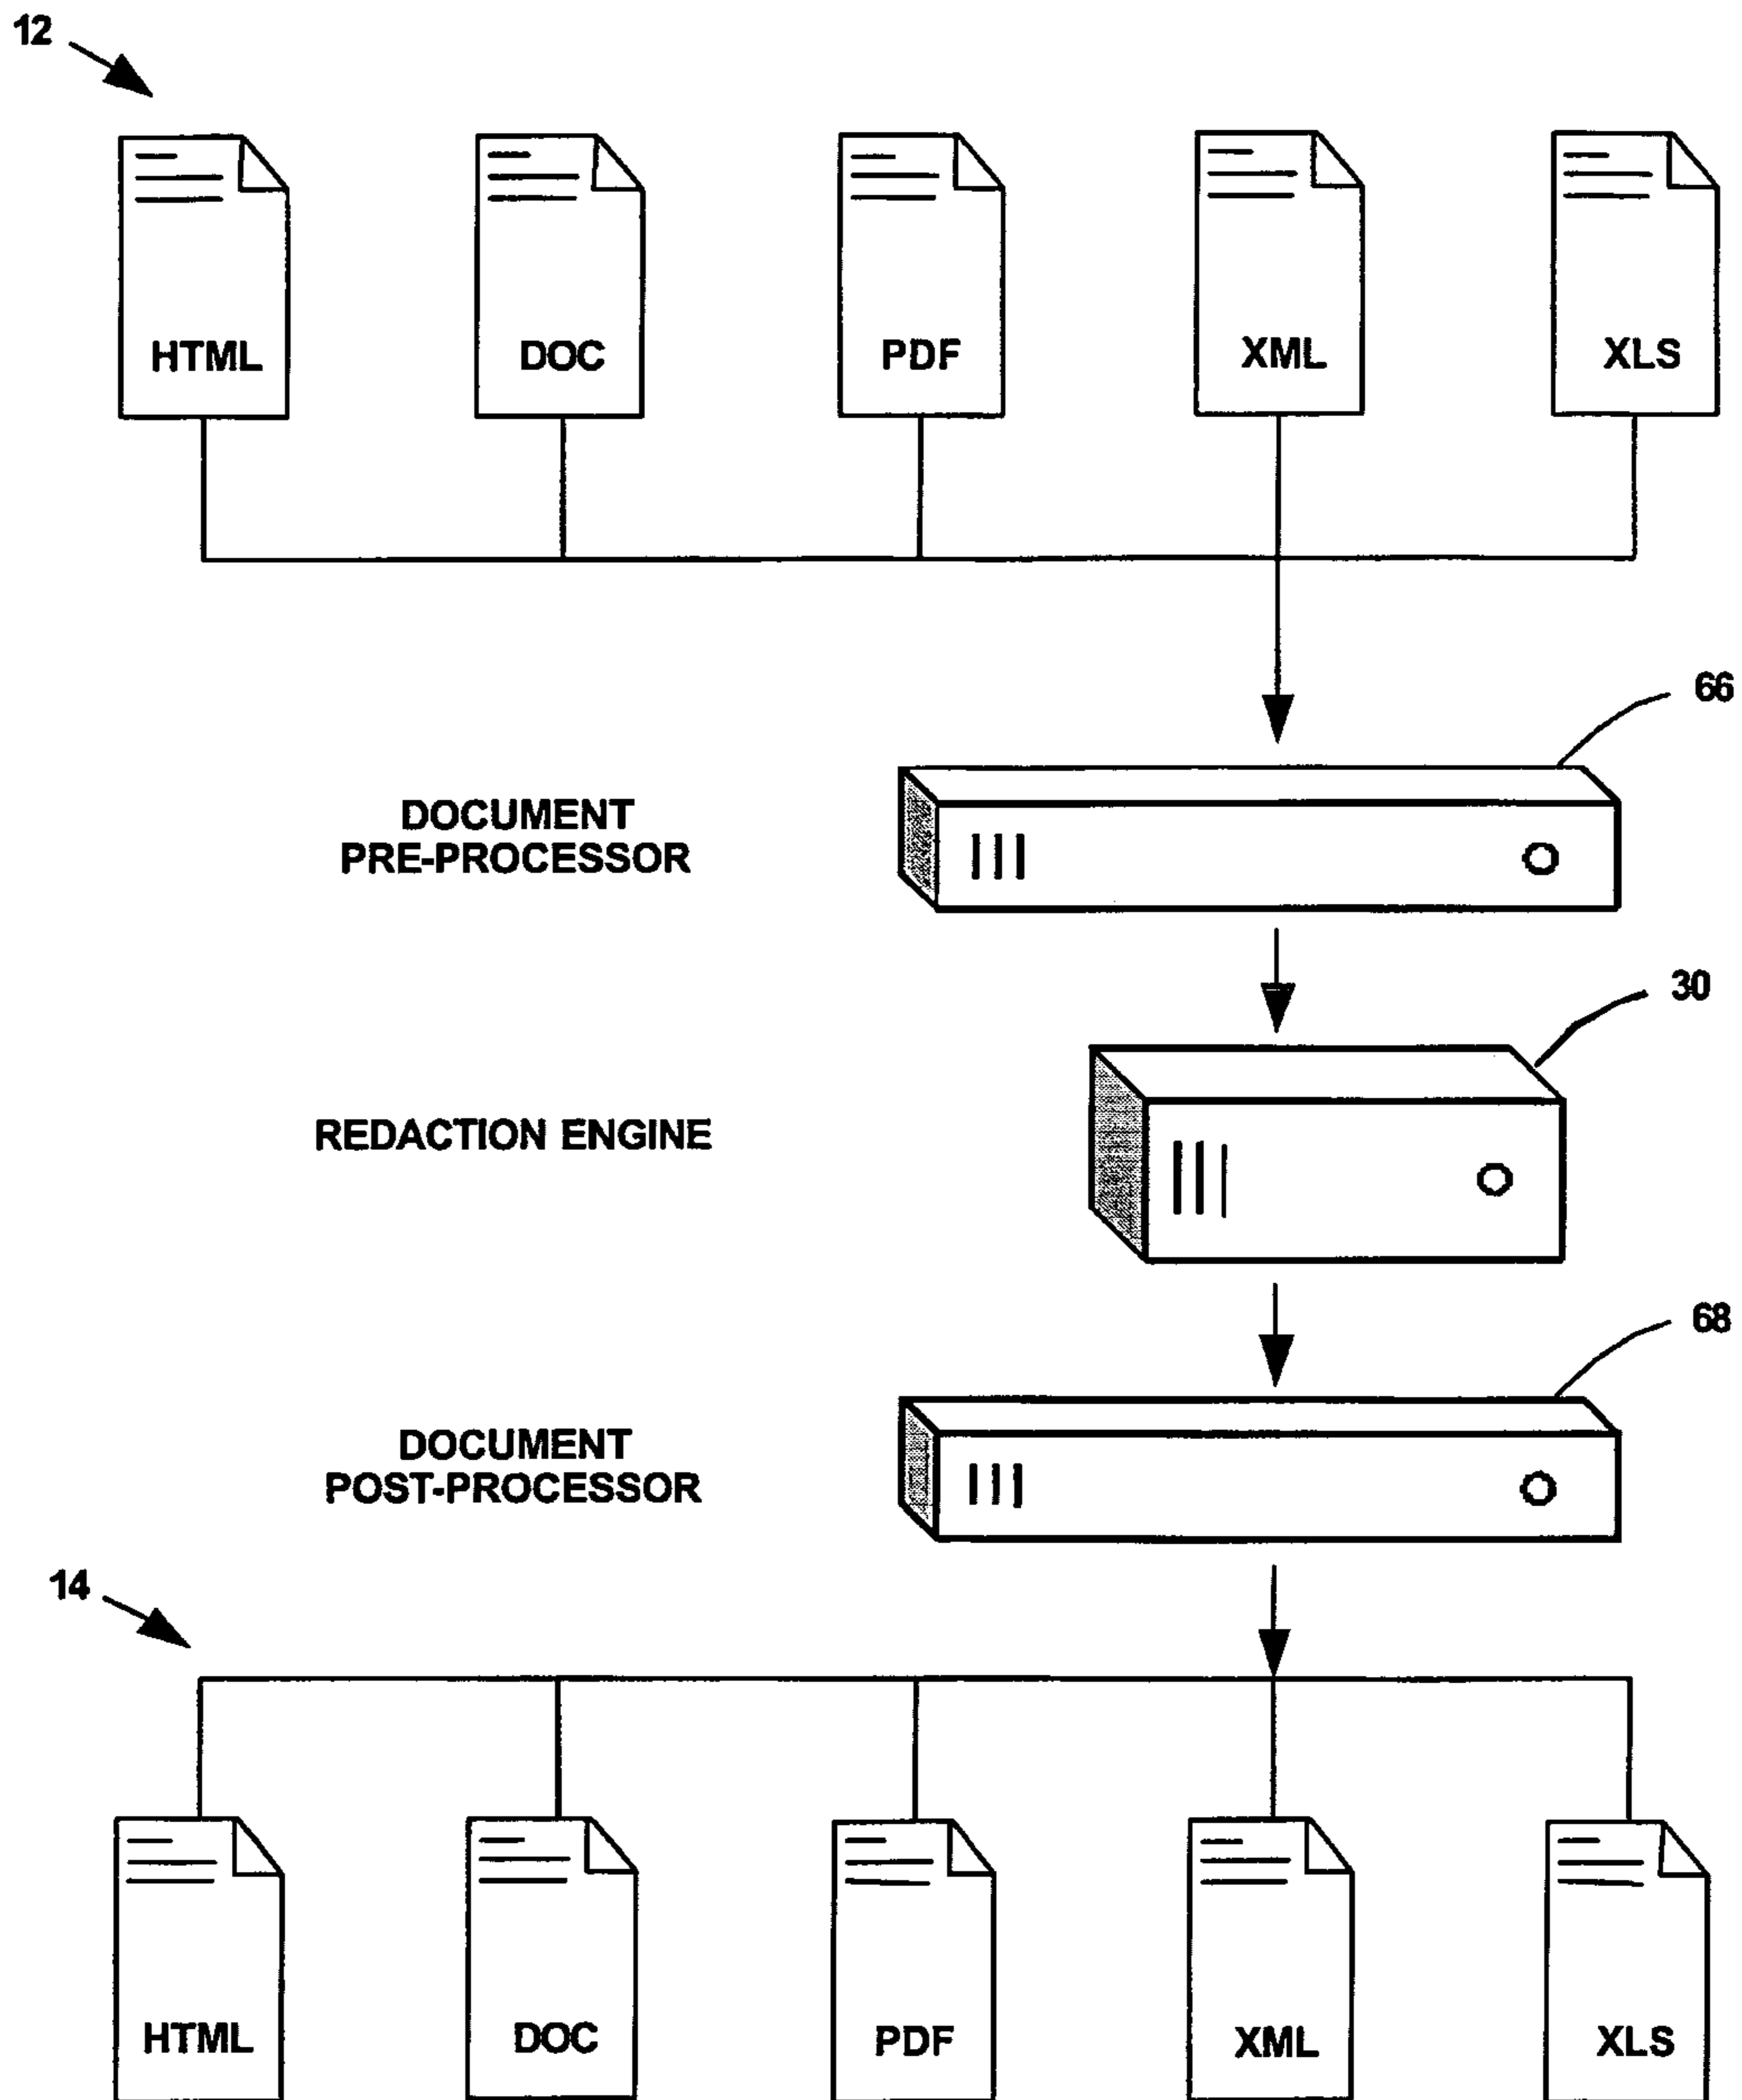 12
HTML
DOC
PDF
XML
XLS
66
DOCUMENT
PRE-PROCESSOR
30
REDACTION ENGINE
68
DOCUMENT
POST-PROCESSOR
14
HTML
DOC
PDF
XML
XLS